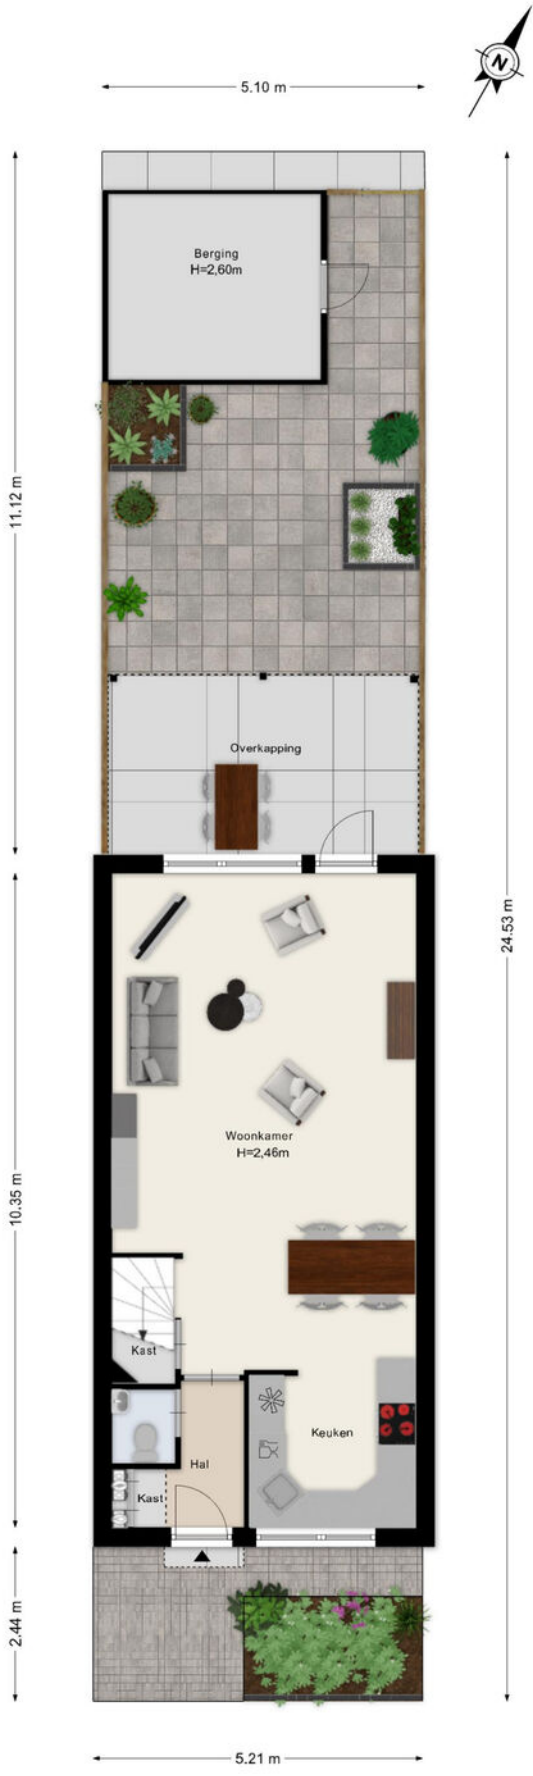 N
5.10 m
Berging
H=2,60m
11.12 m
Overkapping
24.53 m
Woonkamer
H=2,46m
10.35 m
Kast
Keuken
Hal
Kast
2.44 m
5.21 m